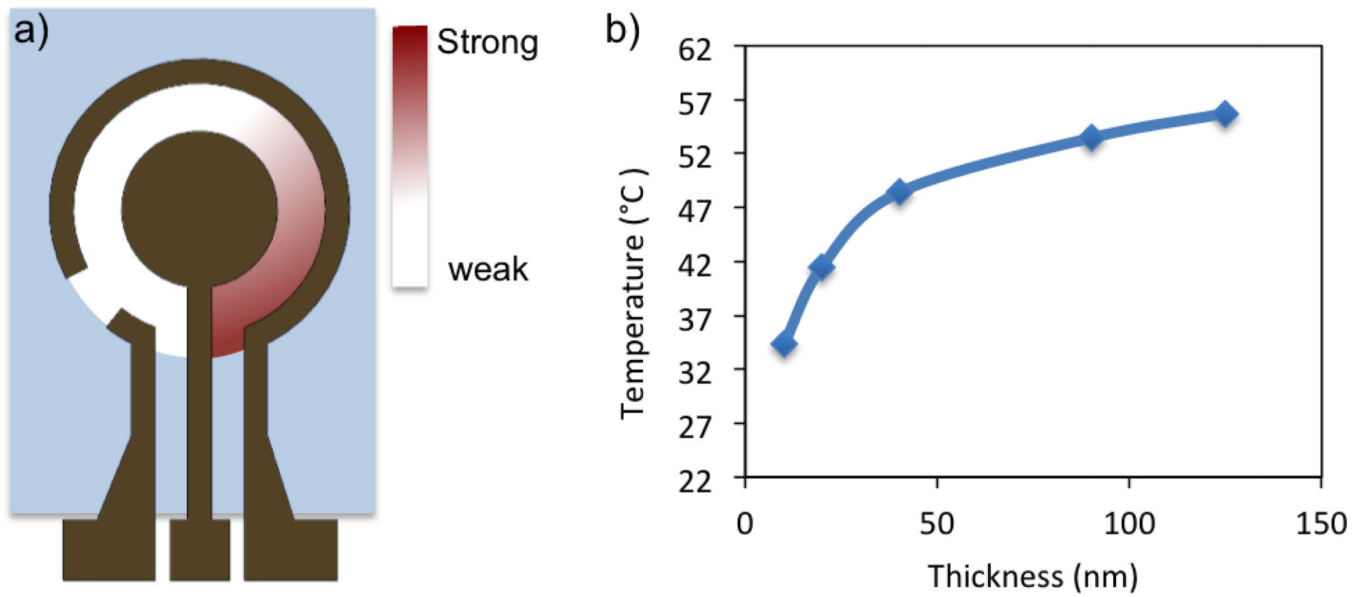 a)
Strong
weak
b)
62
57
52
47
42
37
32
27
22
Temperature (°C)
0 50 100 150
Thickness (nm)